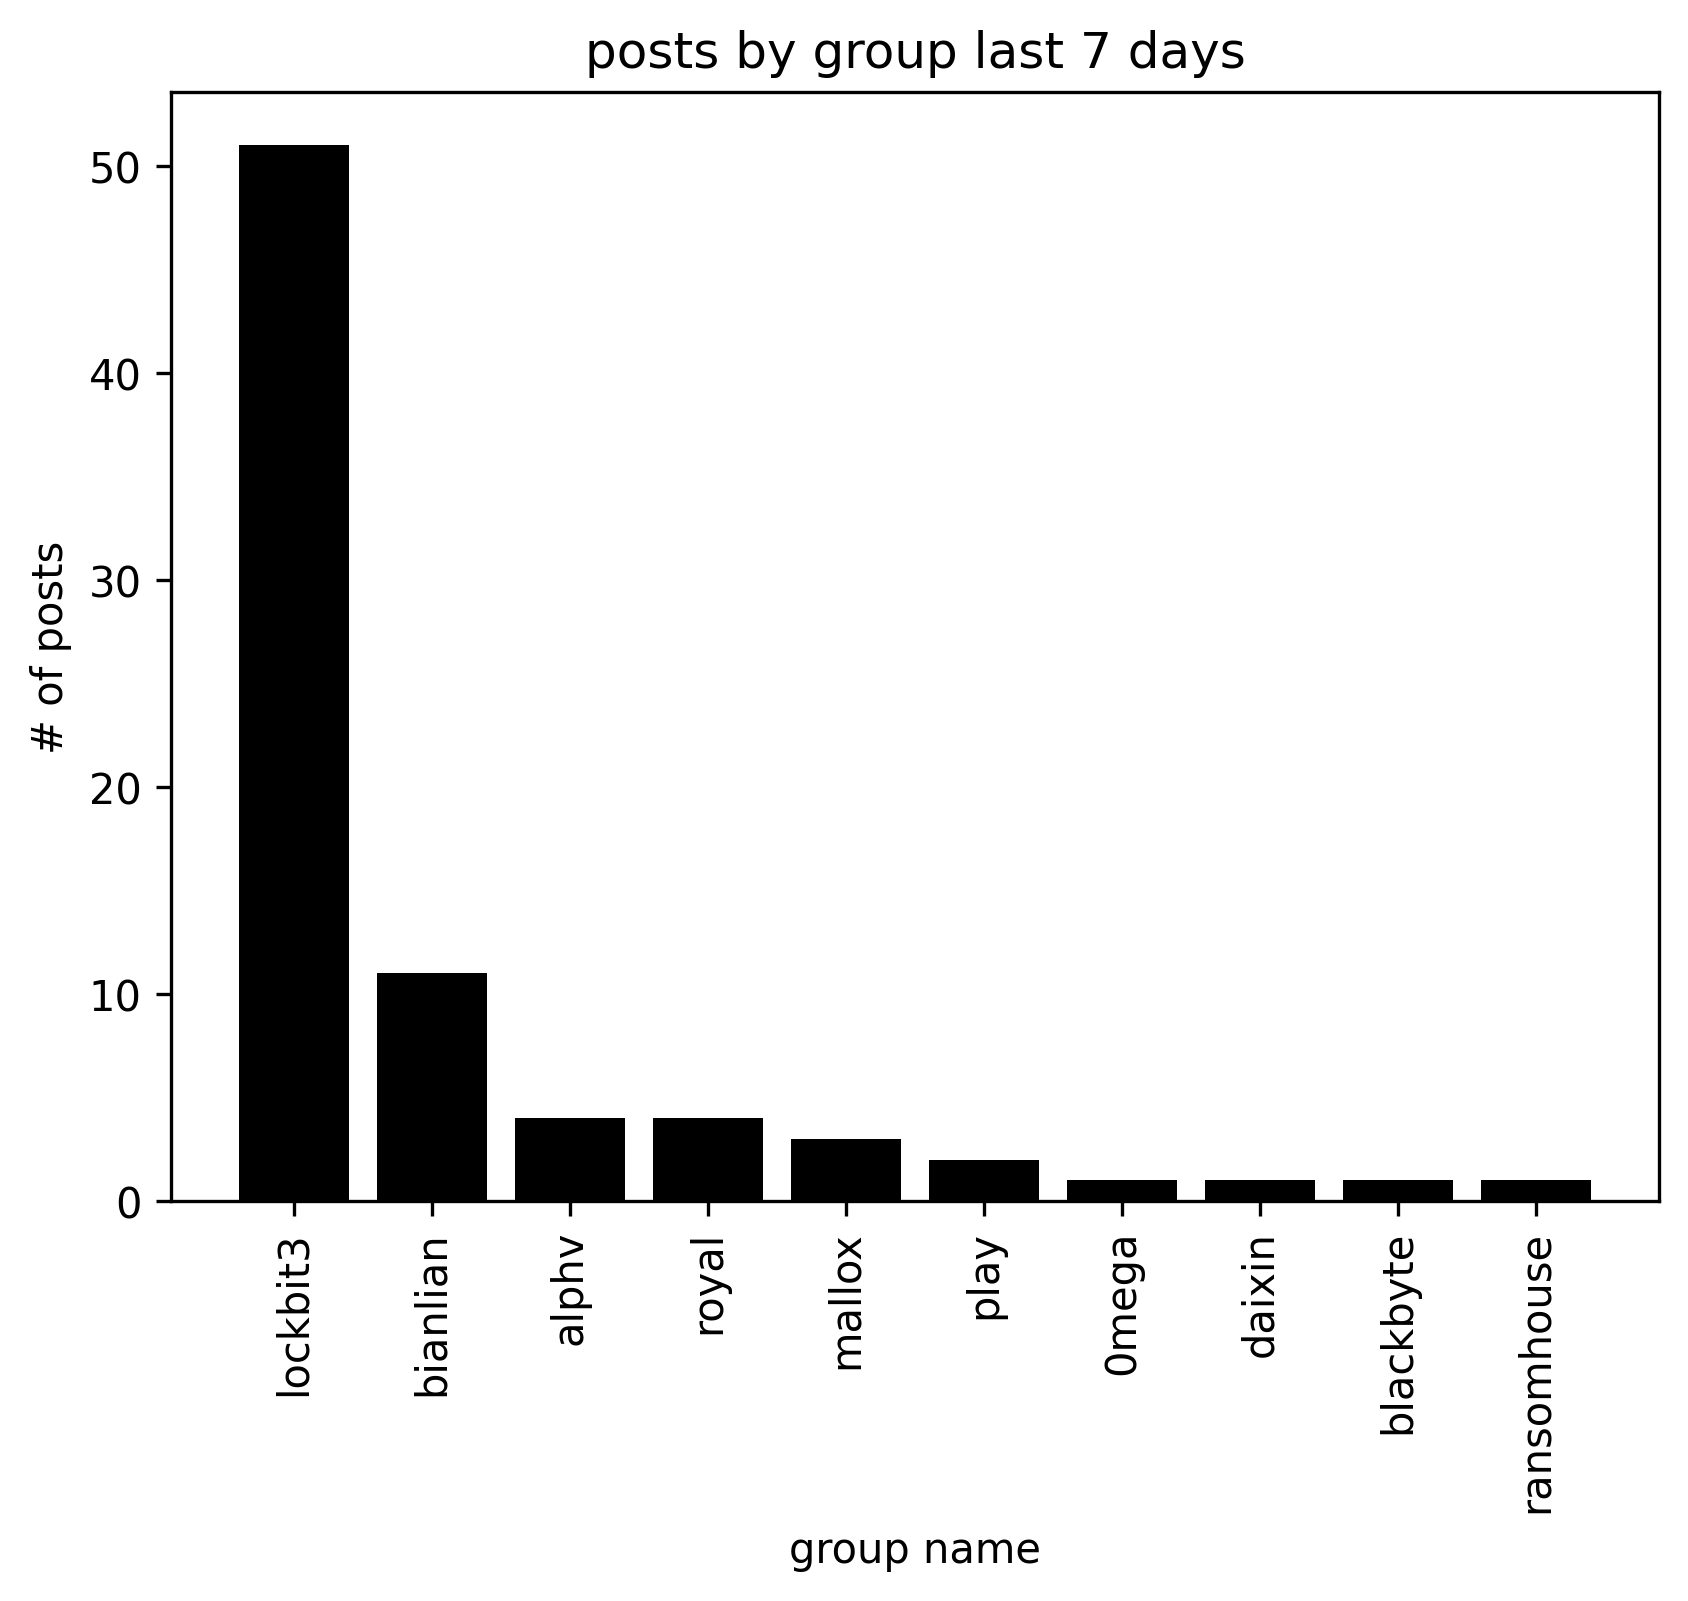 posts by group last 7 days
50
40
30
20
10
0
# of posts
lockbit3
bianlian
alphv
royal
mallox
play
0mega
daixin
blackbyte
ransomhouse
group name